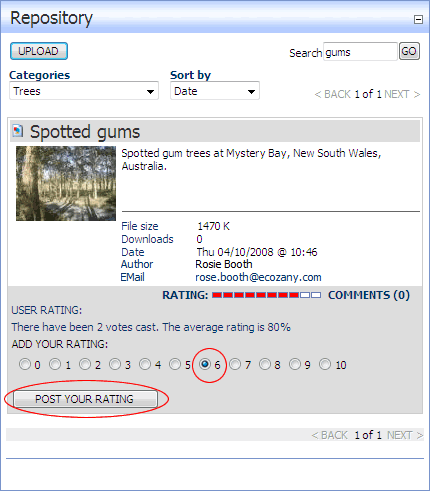 Repository
UPLOAD
Search gums GO
Categories
Sort by
Trees
Date
< BACK 1 of 1 NEXT >
Spotted gums
Spotted gum trees at Mystery Bay, New South Wales,
Australia.
File size 1470 K
Downloads 0
Date Thu 04/10/2008 @ 10:46
Author Rosie Booth
EMail rose.booth@ecozany.com
RATING: COMMENTS (0)
USER RATING:
There have been 2 votes cast. The average rating is 80%
ADD YOUR RATING:
0 1 2 3 4 5 6 7 8 9 10
POST YOUR RATING
< BACK 1 of 1 NEXT >